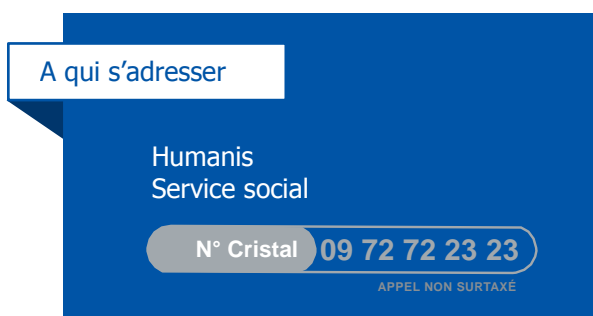 A qui s’adresser
Humanis
Service social
N° Cristal 09 72 72 23 23
APPEL NON SURTAXÉ